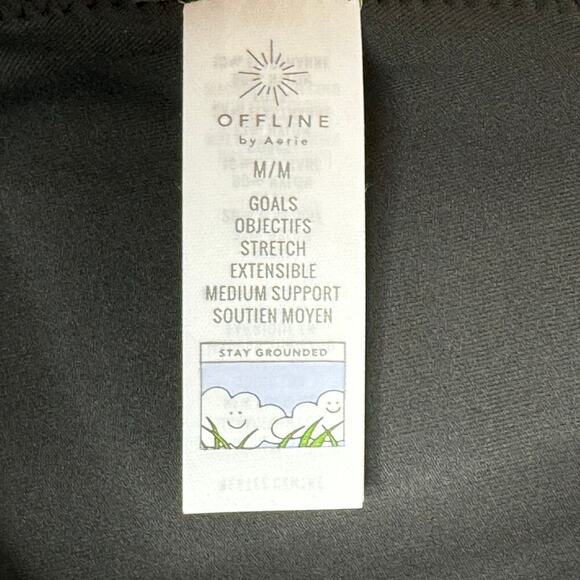 OFFLINE
by Aerie
M/M
GOALS
OBJECTIFS
STRETCH
EXTENSIBLE
MEDIUM SUPPORT
SOUTIEN MOYEN
STAY GROUNDED